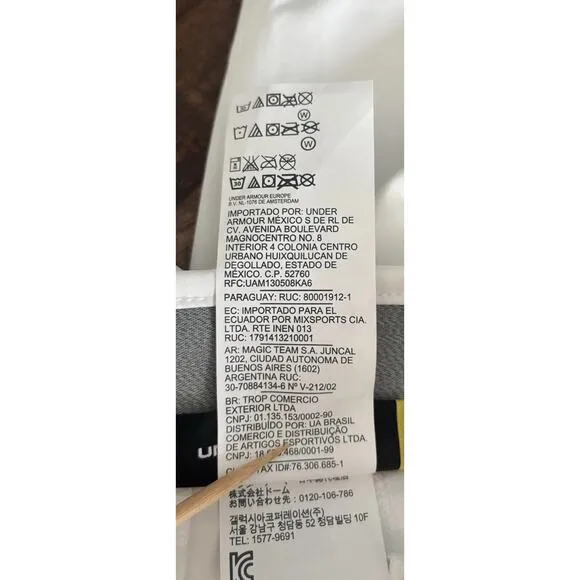 W
W
30
UNDER ARMOUR EUROPE
B.V. NL-1076 DE AMSTERDAM
IMPORTADO POR: UNDER
ARMOUR MÉXICO S DE RL DE
CV. AVENIDA BOULEVARD
MAGNOCENTRO NO. 8
INTERIOR 4 COLONIA CENTRO
URBANO HUIXQUILUCAN DE
DEGOLLADO, ESTADO DE
MÉXICO. C.P. 52760
RFC:UAM130508KA6
PARAGUAY: RUC: 80001912-1
EC: IMPORTADO PARA EL
ECUADOR POR MIXSPORTS CIA.
LTDA. RTE INEN 013
RUC: 1791413210001
AR: MAGIC TEAM S.A. JUNCAL
1202, CIUDAD AUTONOMA DE
BUENOS AIRES (1602)
ARGENTINA RUC:
30-70884134-6 Nº V-212/02
BR: TROP COMERCIO
EXTERIOR LTDA
CNPJ: 01.135.153/0002-90
DISTRIBUÍDO POR: UA BRASIL
COMERCIO E DISTRIBUIÇÃO
DE ARTIGOS ESPORTIVOS LTDA.
CNPJ: 468/0001-99
TAX ID#:76.306.685-1
株式会社ドーム
お問い合わせ先：0120-106-786
갤럭시아코퍼레이션(주)
서울 강남구 청담동 52 청담빌딩 10F
TEL: 1577-9691